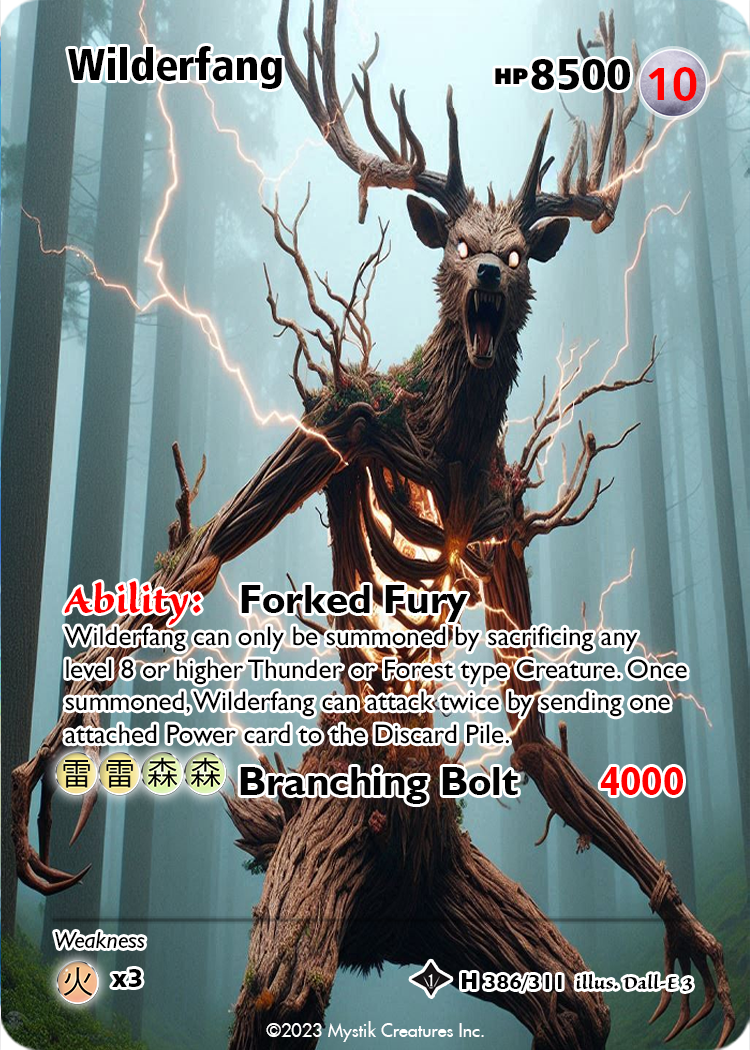 Wilderfang HP8500 10
Ability: Forked Fury
Wilderfang can only be summoned by sacrificing any
level 8 or higher Thunder or Forest type Creature. Once
summoned, Wilderfang can attack twice by sending one
attached Power card to the Discard Pile.
雷 雷 森 森 Branching Bolt 4000
Weakness
火 x3
1 H 386/311 illus. Dall-E 3
©2023 Mystik Creatures Inc.